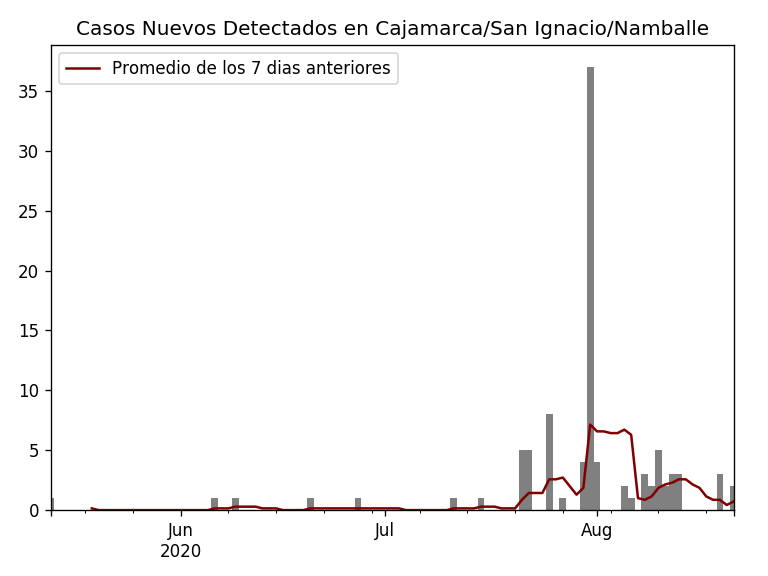 Casos Nuevos Detectados en Cajamarca/San Ignacio/Namballe
Promedio de los 7 dias anteriores
35
30
25
20
15
10
5
0
Jun
2020
Jul
Aug